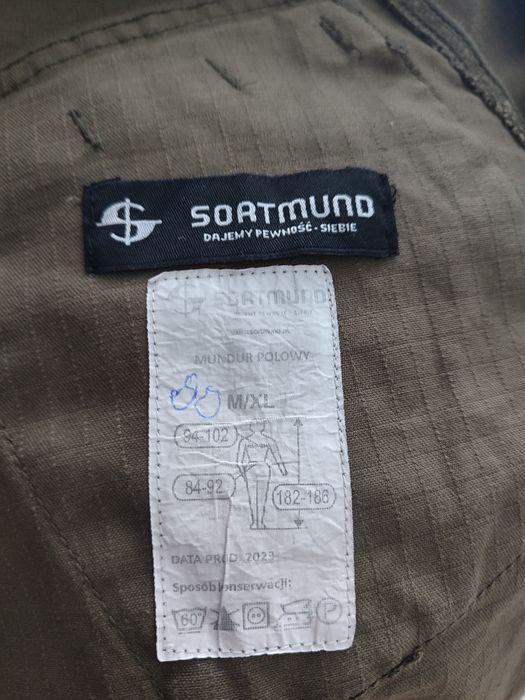 SORTMUND
DAJEMY PEWNOŚĆ - SIEBIE
SORTMUND
MUNDUR POLOWY
M/XL
94-102
84-92
182-186
DATA PROD. 2023
Sposób konserwacji:
60°
P